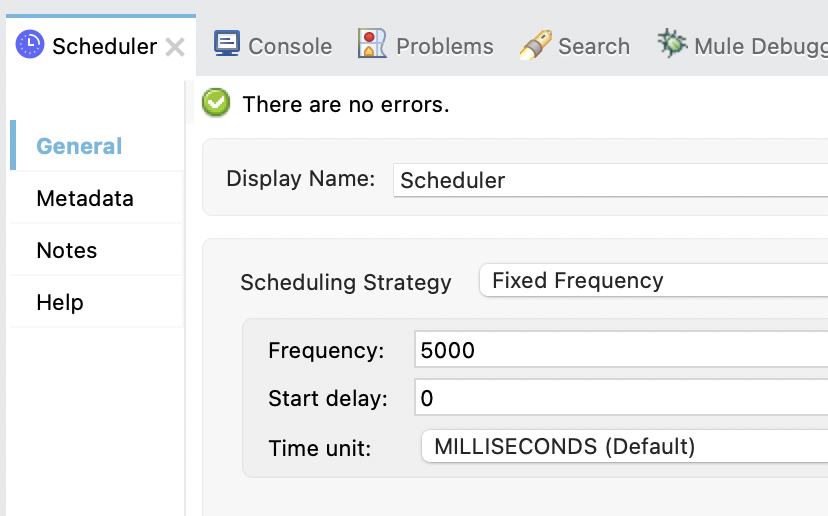 Scheduler
Console
Problems
Search
Mule Debugg
There are no errors.
General
Metadata
Notes
Help
Display Name: Scheduler
Scheduling Strategy Fixed Frequency
Frequency: 5000
Start delay: 0
Time unit: MILLISECONDS (Default)